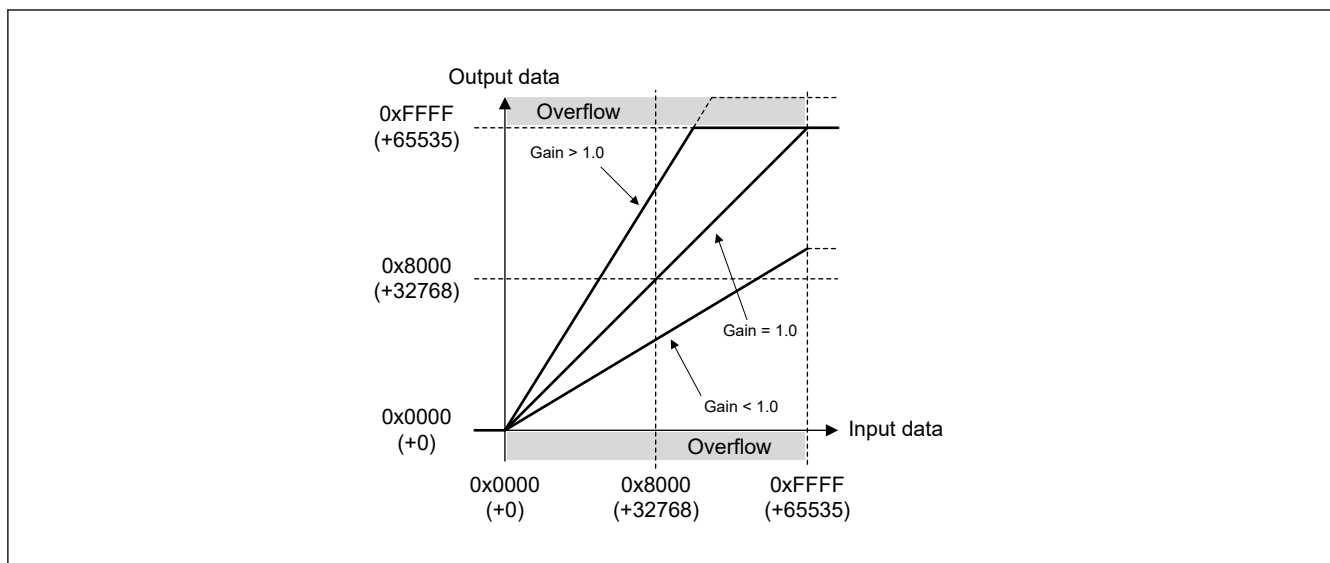 Output data
Overflow
0xFFFF
(+65535)
Gain > 1.0
0x8000
(+32768)
Gain = 1.0
Gain < 1.0
0x0000
(+0)
Input data
Overflow
0x0000
(+0)
0x8000
(+32768)
0xFFFF
(+65535)